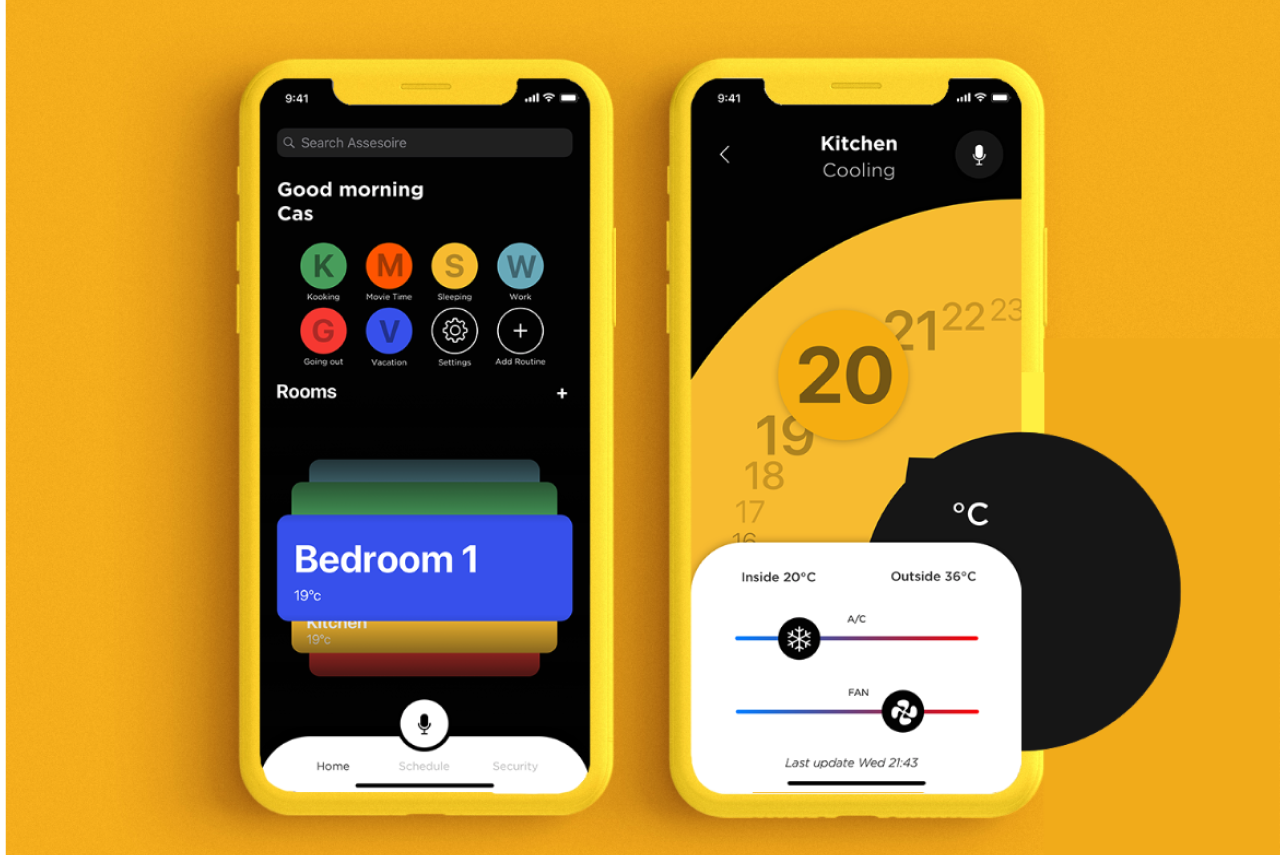 9:41
Search Assesoire
Good morning
Cas
K
M
S
W
Kooking
Movie Time
Sleeping
Work
G
V
Going out
Vacation
Settings
Add Routine
Rooms
+
Bedroom 1
19°c
Kitchen
19°c
Home
Schedule
Security
9:41
Kitchen
Cooling
23
22
21
20
19
18
17
16
°C
Inside 20°C
Outside 36°C
A/C
FAN
Last update Wed 21:43